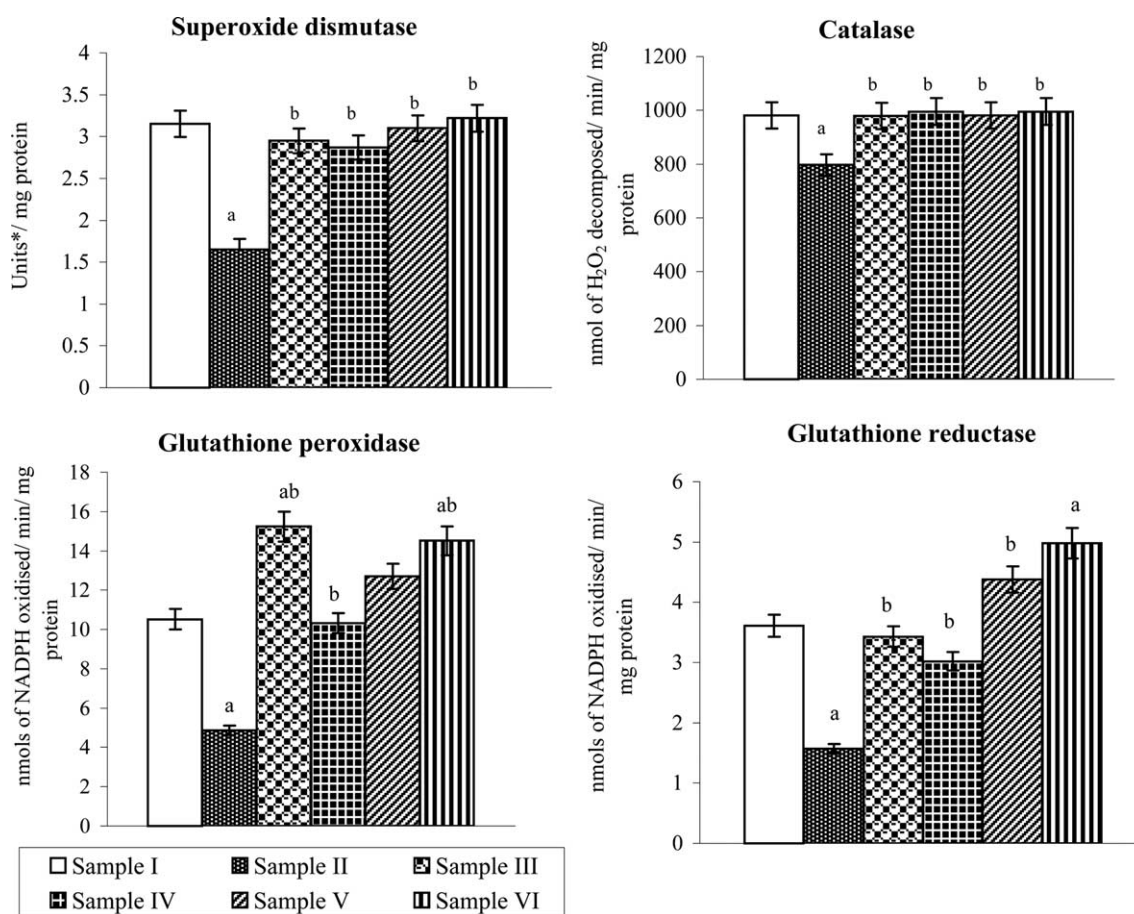 Superoxide dismutase
Units*/ mg protein
4
3.5
3
2.5
2
1.5
1
0.5
0
a
b
b
b
b
Catalase
nmol of H₂O₂ decomposed/ min/ mg
protein
1200
1000
800
600
400
200
0
a
b
b
b
b
Glutathione peroxidase
nmols of NADPH oxidised/ min/ mg
protein
18
16
14
12
10
8
6
4
2
0
a
ab
b
ab
Glutathione reductase
nmols of NADPH oxidised/ min/
mg protein
6
5
4
3
2
1
0
a
b
b
b
a
Sample I Sample II Sample III
Sample IV Sample V Sample VI